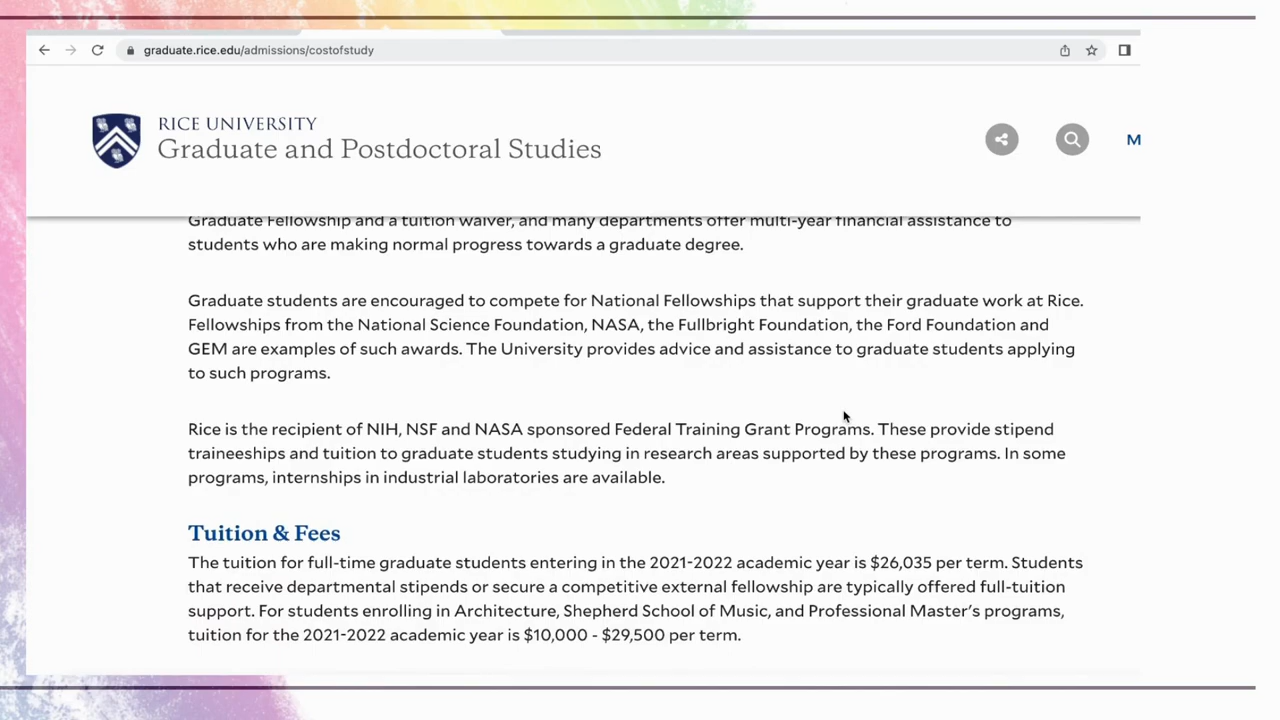 graduate.rice.edu/admissions/costofstudy
RICE UNIVERSITY
Graduate and Postdoctoral Studies
M
Graduate Fellowship and a tuition waiver, and many departments offer multi-year financial assistance to
students who are making normal progress towards a graduate degree.
Graduate students are encouraged to compete for National Fellowships that support their graduate work at Rice.
Fellowships from the National Science Foundation, NASA, the Fullbright Foundation, the Ford Foundation and
GEM are examples of such awards. The University provides advice and assistance to graduate students applying
to such programs.
Rice is the recipient of NIH, NSF and NASA sponsored Federal Training Grant Programs. These provide stipend
traineeships and tuition to graduate students studying in research areas supported by these programs. In some
programs, internships in industrial laboratories are available.
Tuition & Fees
The tuition for full-time graduate students entering in the 2021-2022 academic year is $26,035 per term. Students
that receive departmental stipends or secure a competitive external fellowship are typically offered full-tuition
support. For students enrolling in Architecture, Shepherd School of Music, and Professional Master's programs,
tuition for the 2021-2022 academic year is $10,000 - $29,500 per term.